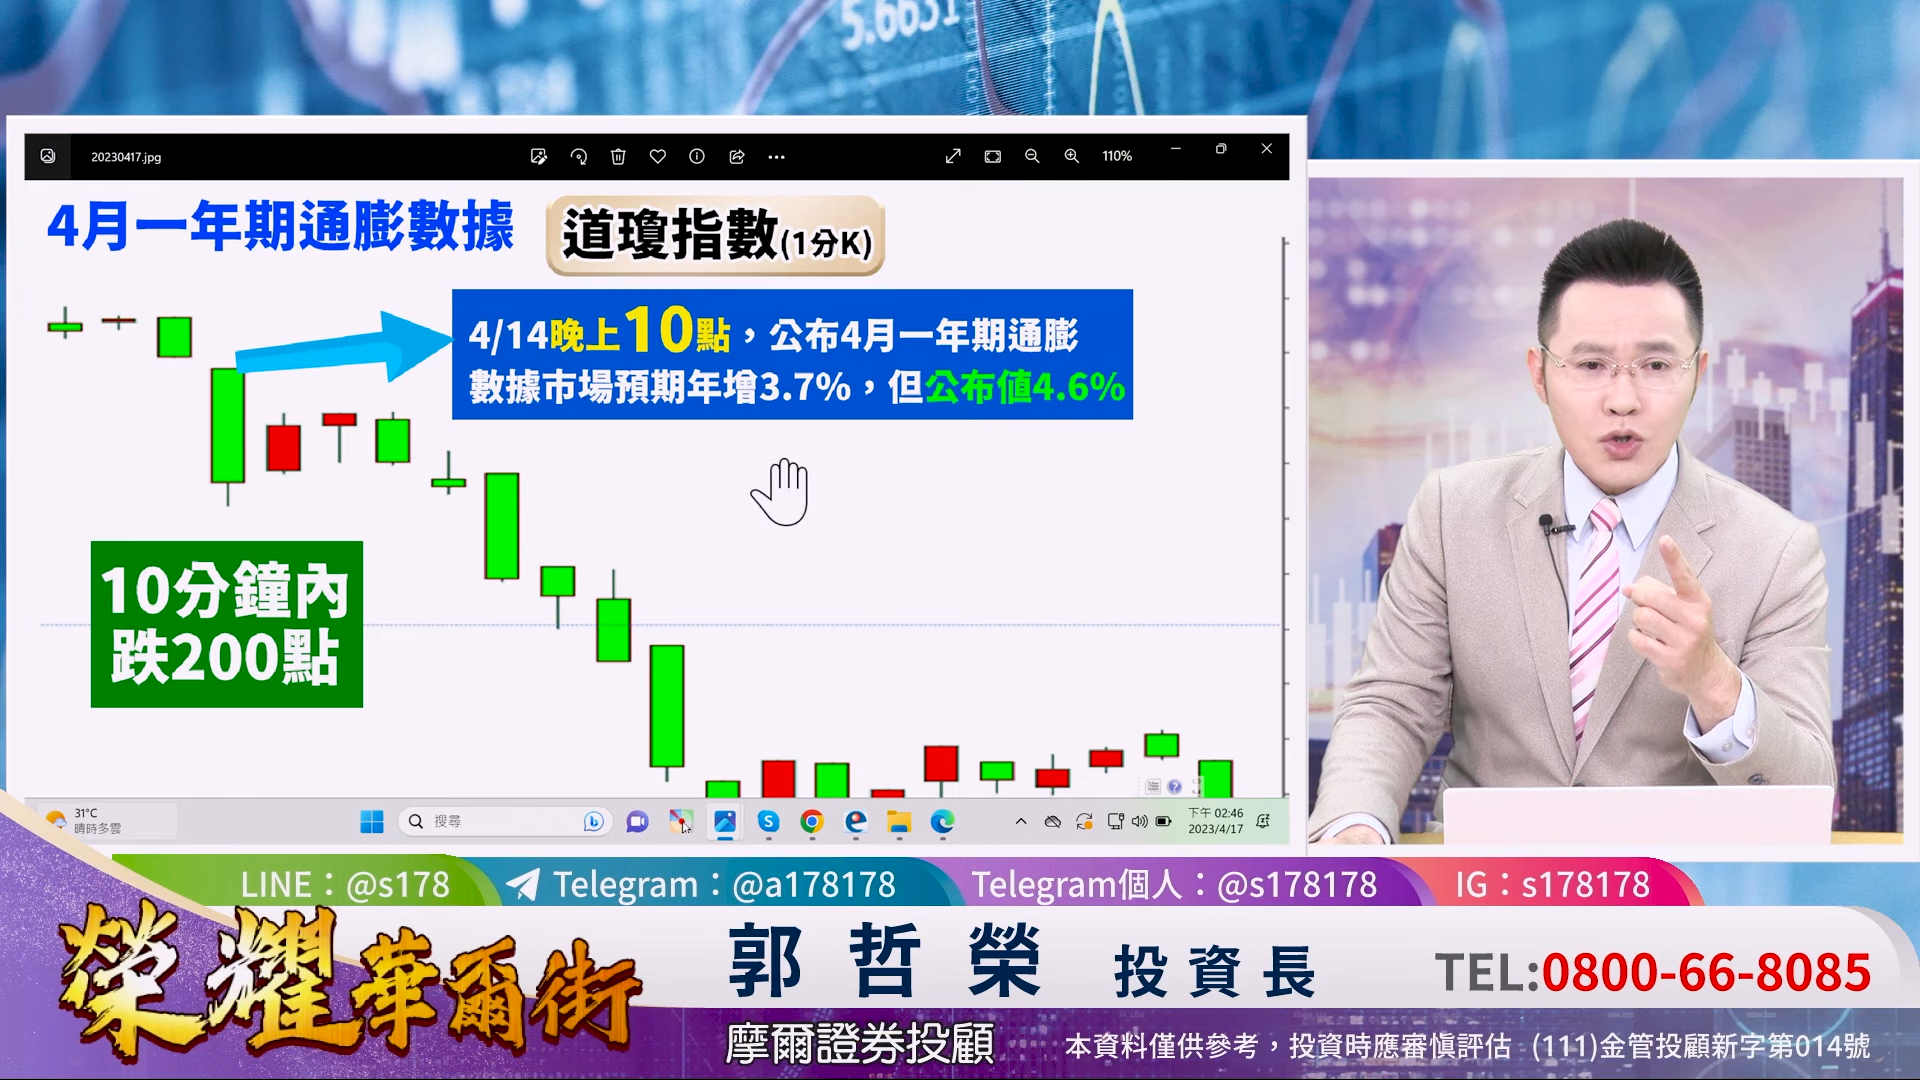 5.6631
20230417.jpg
110%
4月一年期通膨數據
道瓊指數(1分K)
4/14晚上10點，公布4月一年期通膨
數據市場預期年增3.7%，但公布值4.6%
10分鐘內
跌200點
31°C
晴時多雲
搜尋
下午 02:46
2023/4/17
LINE：@s178
Telegram：@a178178
Telegram個人：@s178178
IG：s178178
榮耀華爾街
郭哲榮 投資長
TEL:0800-66-8085
摩爾證券投顧
本資料僅供參考，投資時應審慎評估 (111)金管投顧新字第014號